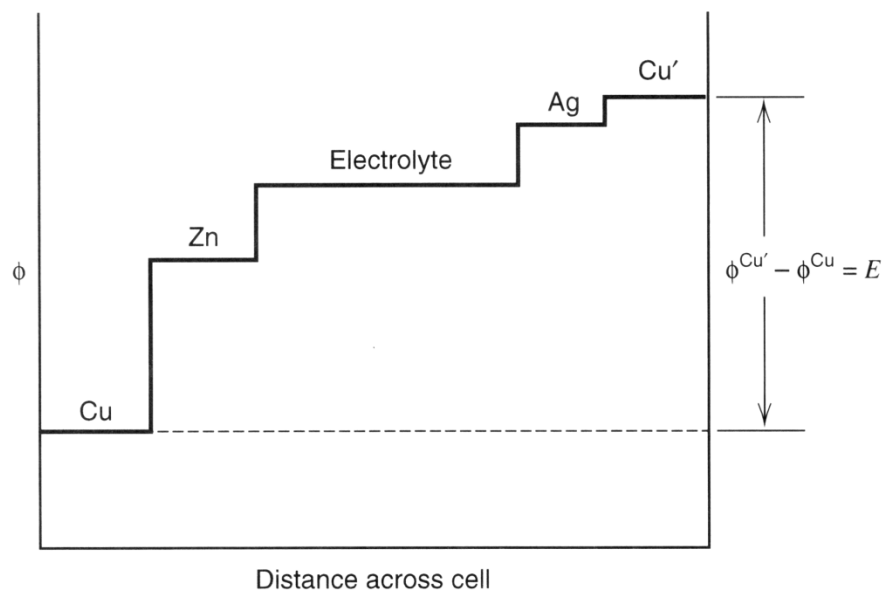 Cu′
Ag
Electrolyte
Zn
ϕ
ϕ^Cu′ − ϕ^Cu = E
Cu
Distance across cell